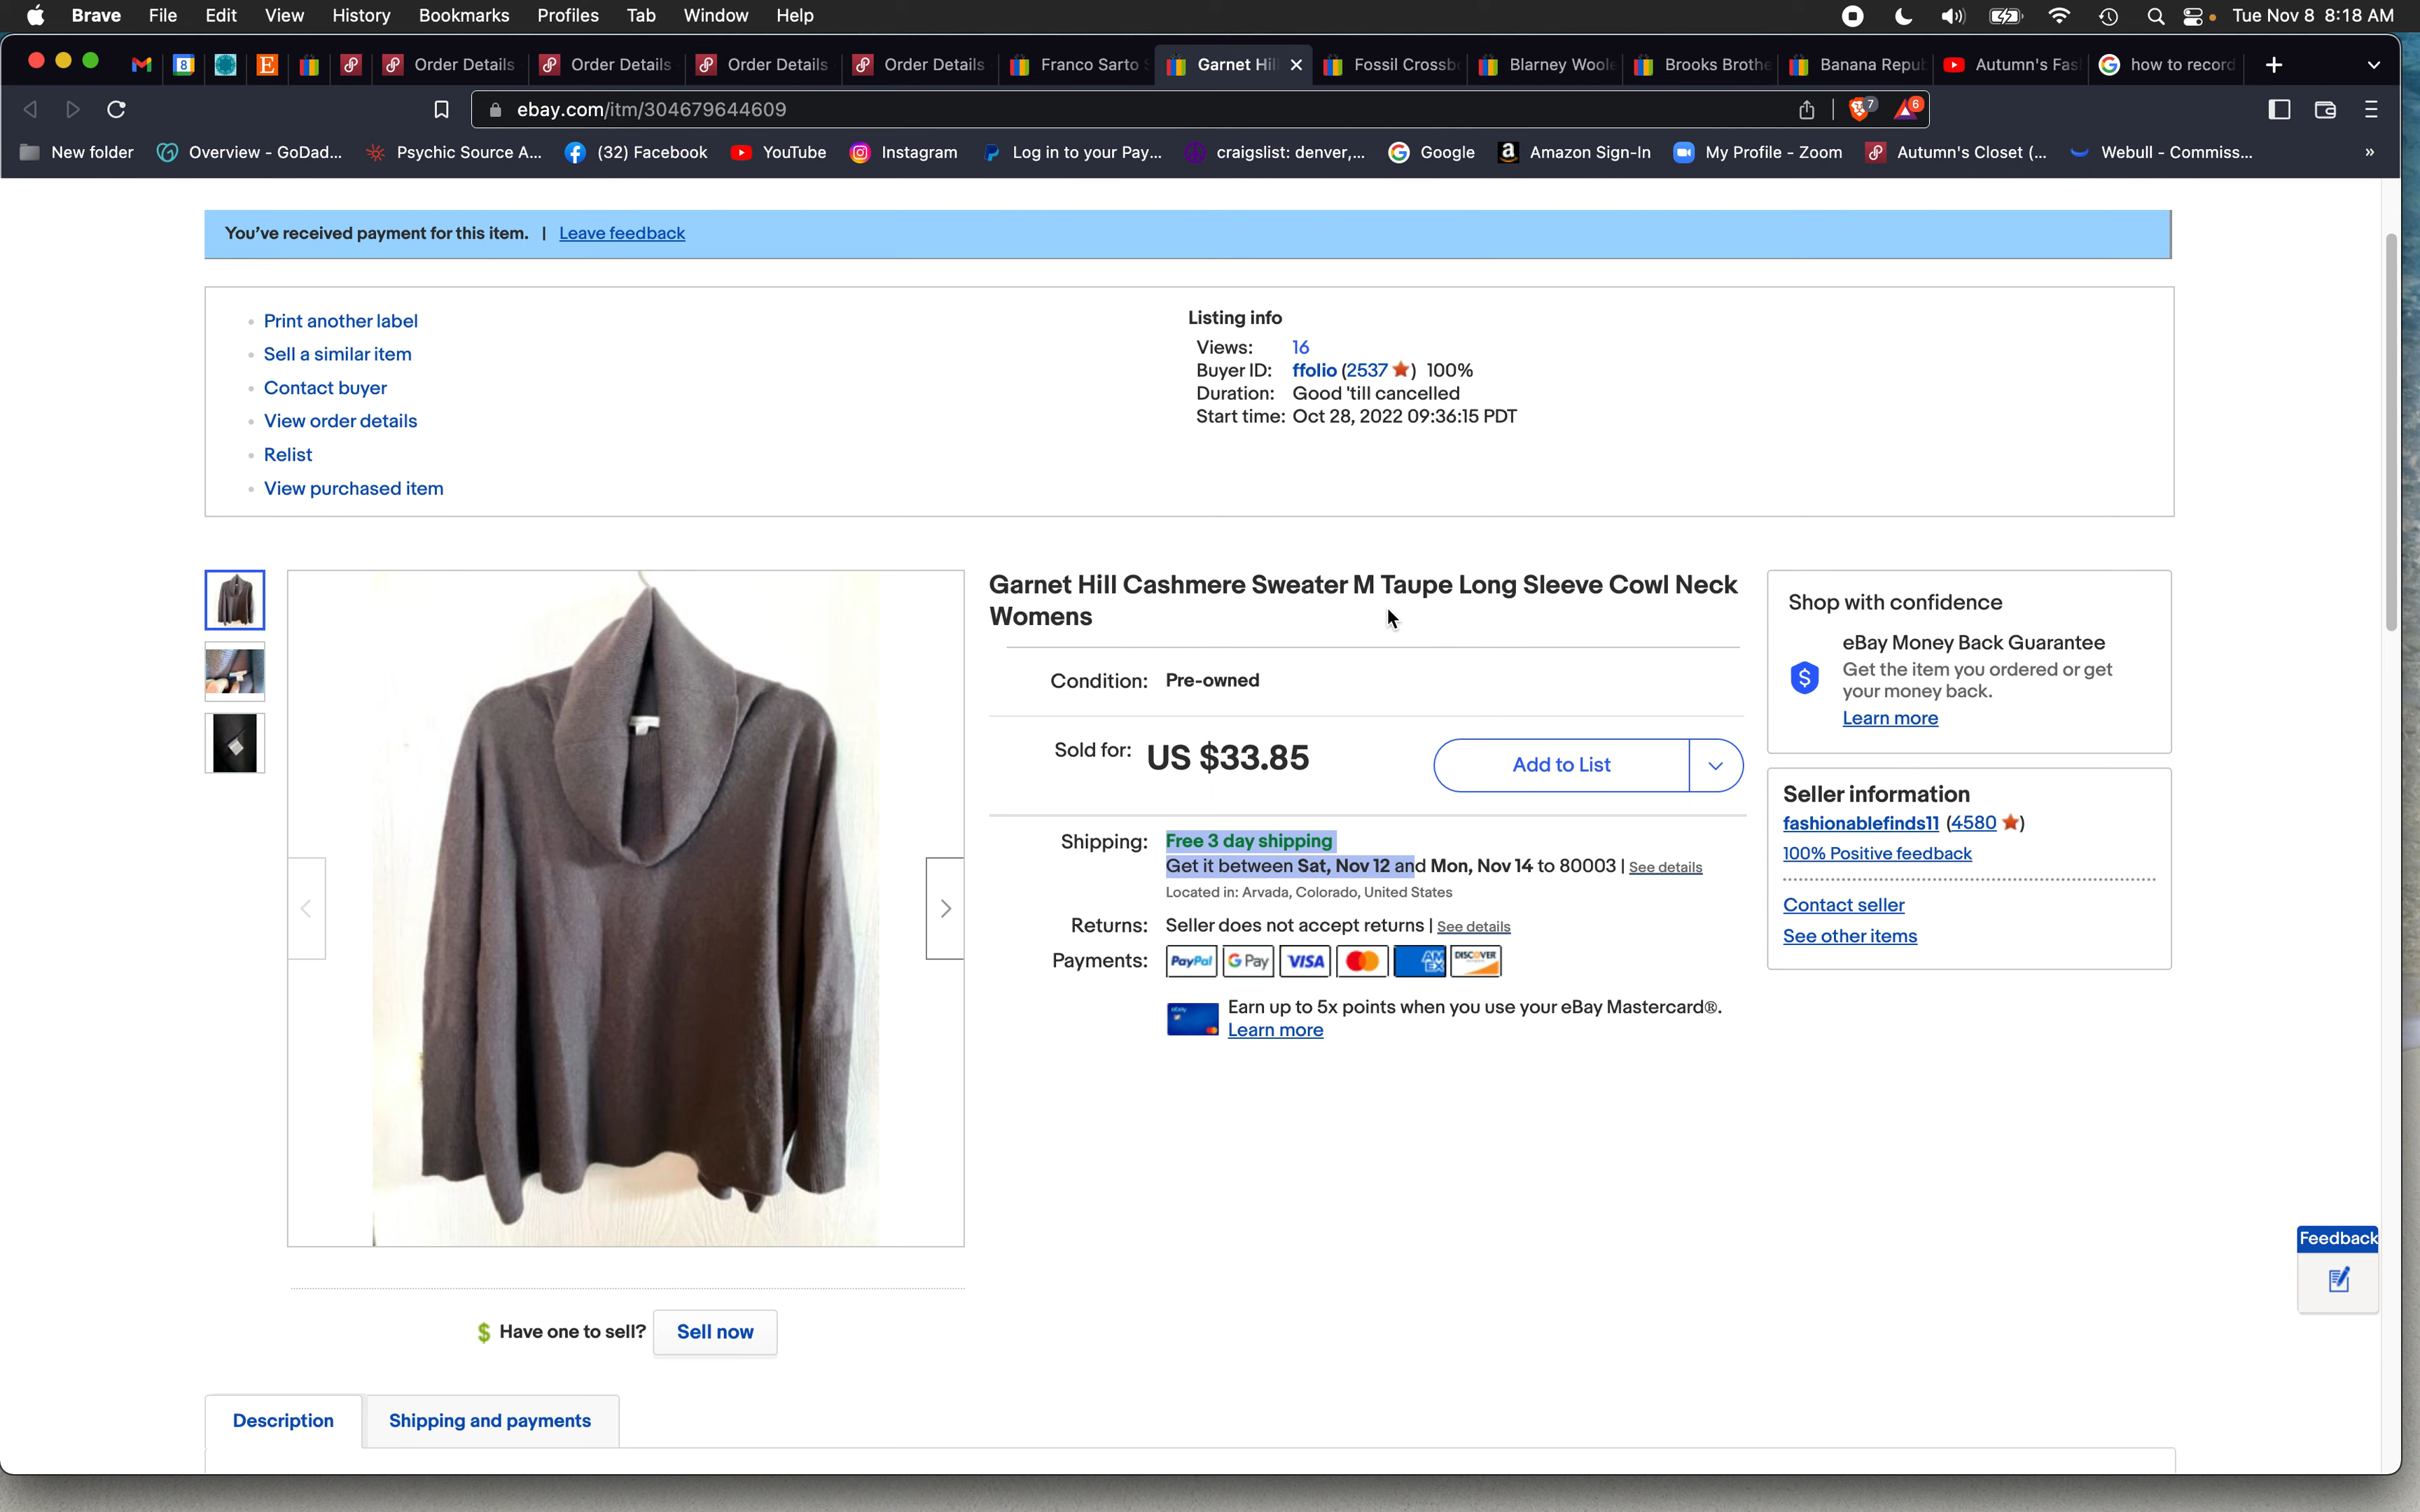 Brave File Edit View History Bookmarks Profiles Tab Window Help Tue Nov 8 8:18 AM
8 E Order Details Order Details Order Details Order Details Franco Sarto Garnet Hil Fossil Crossb Blarney Wool Brooks Broth Banana Repu Autumn's Fas how to record
ebay.com/itm/304679644609 7 6
New folder Overview - GoDad... Psychic Source A... (32) Facebook YouTube Instagram Log in to your Pay... craigslist: denver,... Google Amazon Sign-In My Profile - Zoom Autumn's Closet (... Webull - Commiss... »
You've received payment for this item. | Leave feedback
Print another label
Sell a similar item
Contact buyer
View order details
Relist
View purchased item
Listing info
Views: 16
Buyer ID: ffolio (2537) 100%
Duration: Good 'till cancelled
Start time: Oct 28, 2022 09:36:15 PDT
Garnet Hill Cashmere Sweater M Taupe Long Sleeve Cowl Neck
Womens
Condition: Pre-owned
Sold for: US $33.85
Add to List
Shipping: Free 3 day shipping
Get it between Sat, Nov 12 and Mon, Nov 14 to 80003 | See details
Located in: Arvada, Colorado, United States
Returns: Seller does not accept returns | See details
Payments: PayPal G Pay VISA AM EX DISCOVER
Earn up to 5x points when you use your eBay Mastercard®.
Learn more
Shop with confidence
eBay Money Back Guarantee
Get the item you ordered or get
your money back.
Learn more
Seller information
fashionablefinds11 (4580)
100% Positive feedback
Contact seller
See other items
Feedback
$ Have one to sell? Sell now
Description Shipping and payments